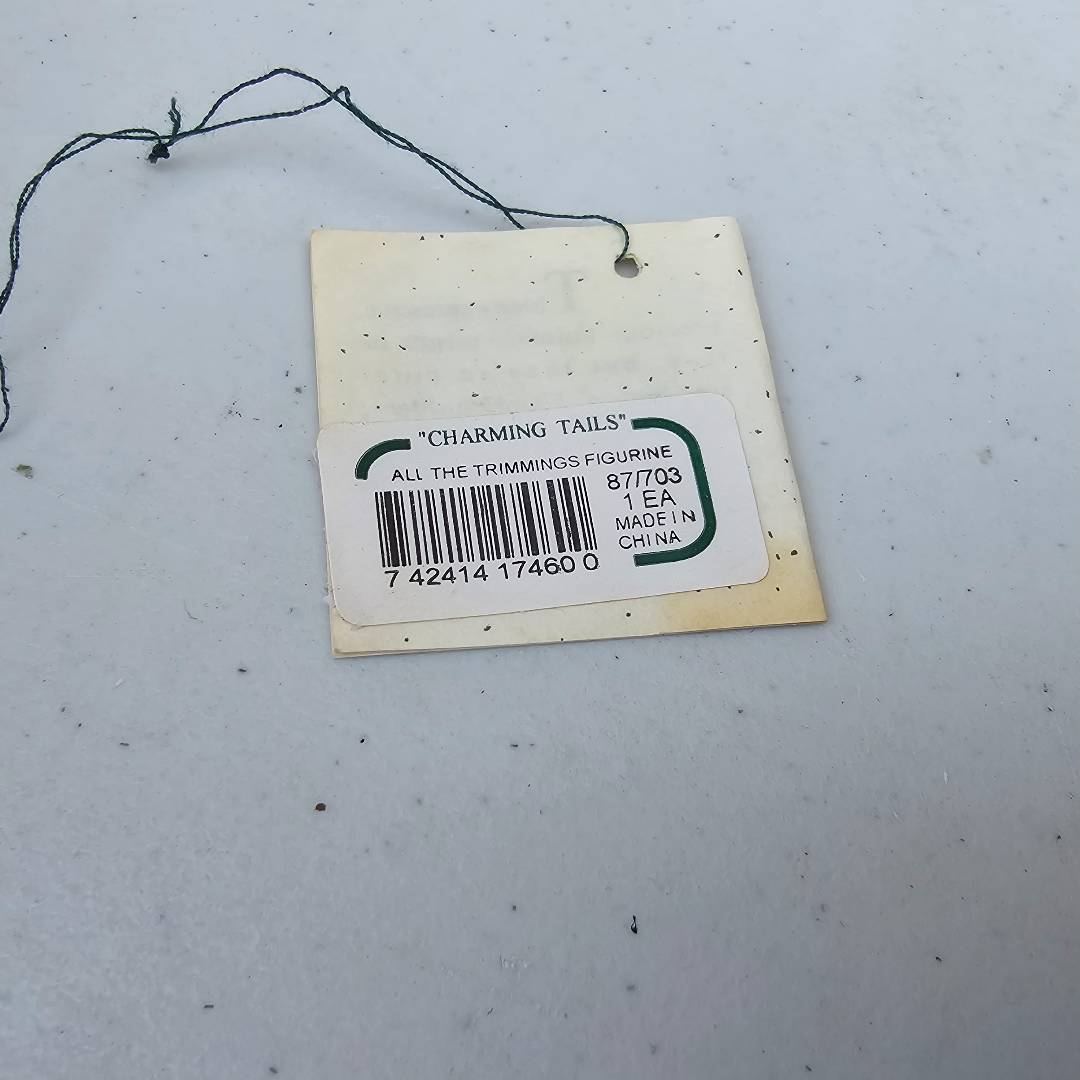 "CHARMING TAILS"
ALL THE TRIMMINGS FIGURINE
87/703
1 EA
MADE IN
CHINA
7 42414 17460 0